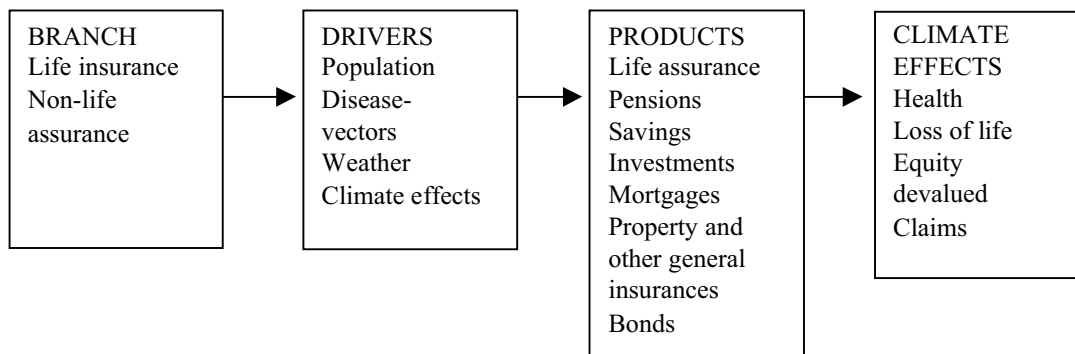 BRANCH
Life insurance
Non-life
assurance
DRIVERS
Population
Disease-
vectors
Weather
Climate effects
PRODUCTS
Life assurance
Pensions
Savings
Investments
Mortgages
Property and
other general
insurances
Bonds
CLIMATE
EFFECTS
Health
Loss of life
Equity
devalued
Claims